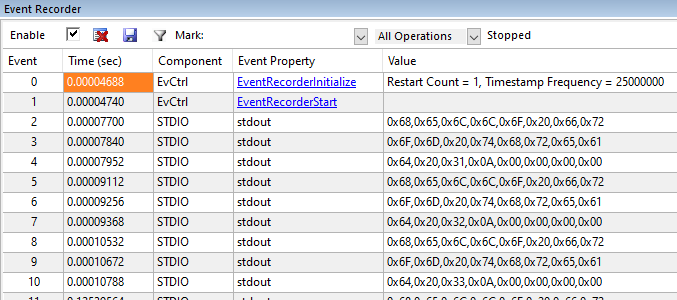 Event Recorder
Enable Mark: All Operations Stopped
Event Time (sec) Component Event Property Value
0 0.00004688 EvCtrl EventRecorderInitialize Restart Count = 1, Timestamp Frequency = 25000000
1 0.00004740 EvCtrl EventRecorderStart
2 0.00007700 STDIO stdout 0x68,0x65,0x6C,0x6C,0x6F,0x20,0x66,0x72
3 0.00007840 STDIO stdout 0x6F,0x6D,0x20,0x74,0x68,0x72,0x65,0x61
4 0.00007952 STDIO stdout 0x64,0x20,0x31,0x0A,0x00,0x00,0x00,0x00
5 0.00009112 STDIO stdout 0x68,0x65,0x6C,0x6C,0x6F,0x20,0x66,0x72
6 0.00009256 STDIO stdout 0x6F,0x6D,0x20,0x74,0x68,0x72,0x65,0x61
7 0.00009368 STDIO stdout 0x64,0x20,0x32,0x0A,0x00,0x00,0x00,0x00
8 0.00010532 STDIO stdout 0x68,0x65,0x6C,0x6C,0x6F,0x20,0x66,0x72
9 0.00010672 STDIO stdout 0x6F,0x6D,0x20,0x74,0x68,0x72,0x65,0x61
10 0.00010788 STDIO stdout 0x64,0x20,0x33,0x0A,0x00,0x00,0x00,0x00